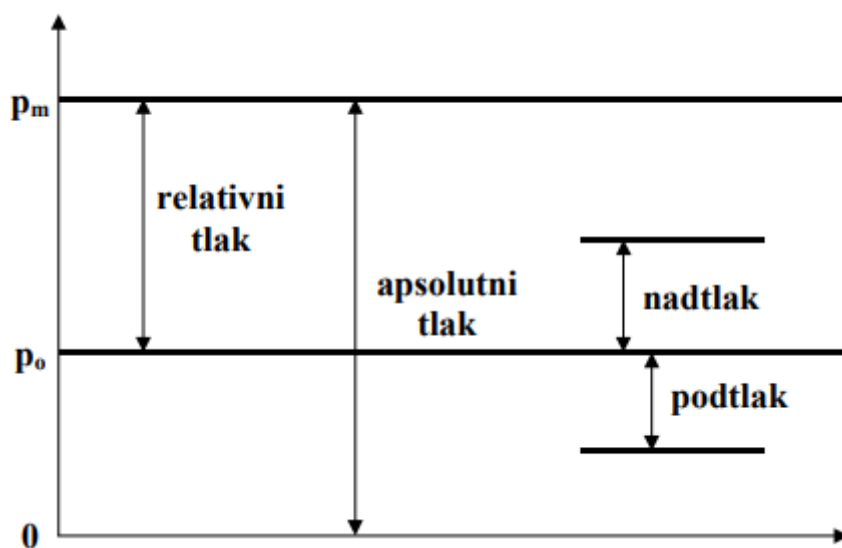 pm
relativni
tlak
apsolutni
tlak
nadtlak
po
podtlak
0